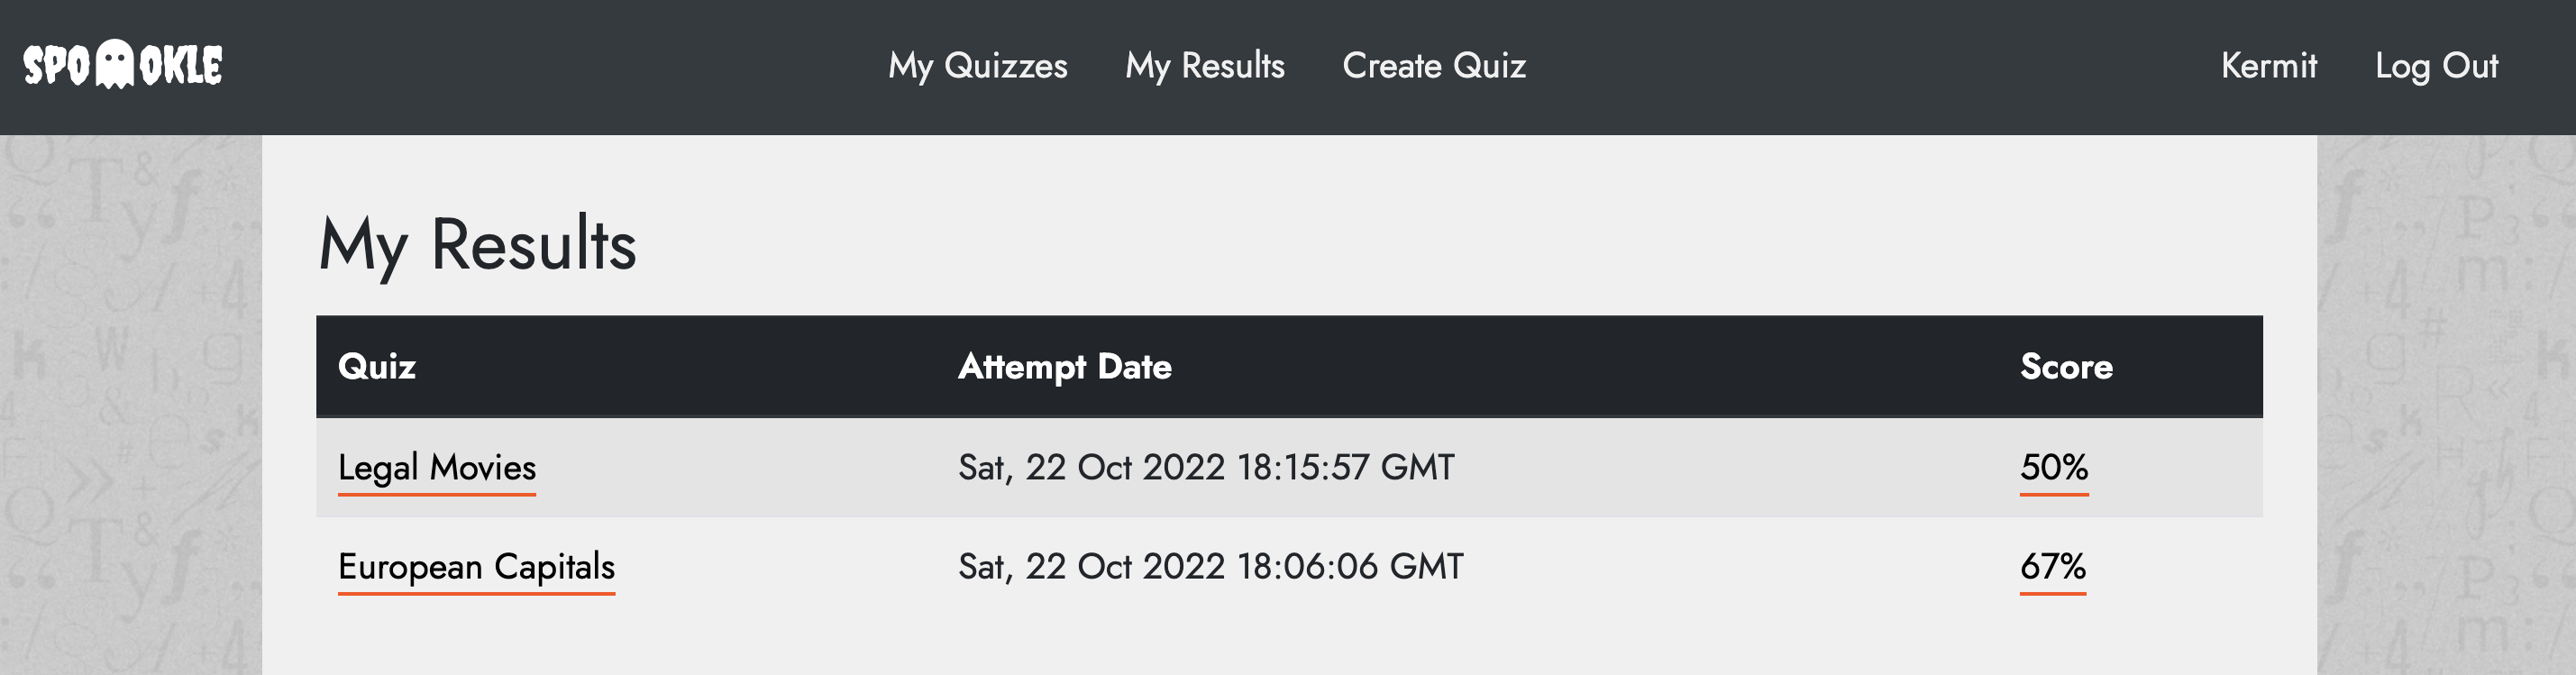 SPOOKLE
My Quizzes My Results Create Quiz Kermit Log Out
My Results
Quiz Attempt Date Score
Legal Movies Sat, 22 Oct 2022 18:15:57 GMT 50%
European Capitals Sat, 22 Oct 2022 18:06:06 GMT 67%